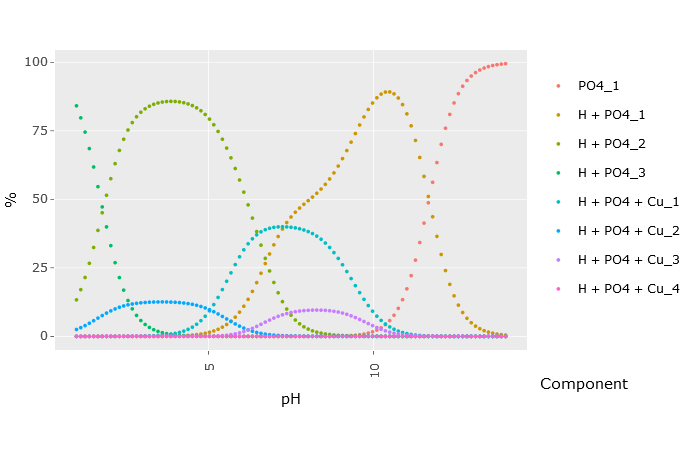 100
75
50
25
0
%
5
10
pH
PO4_1
H + PO4_1
H + PO4_2
H + PO4_3
H + PO4 + Cu_1
H + PO4 + Cu_2
H + PO4 + Cu_3
H + PO4 + Cu_4
Component